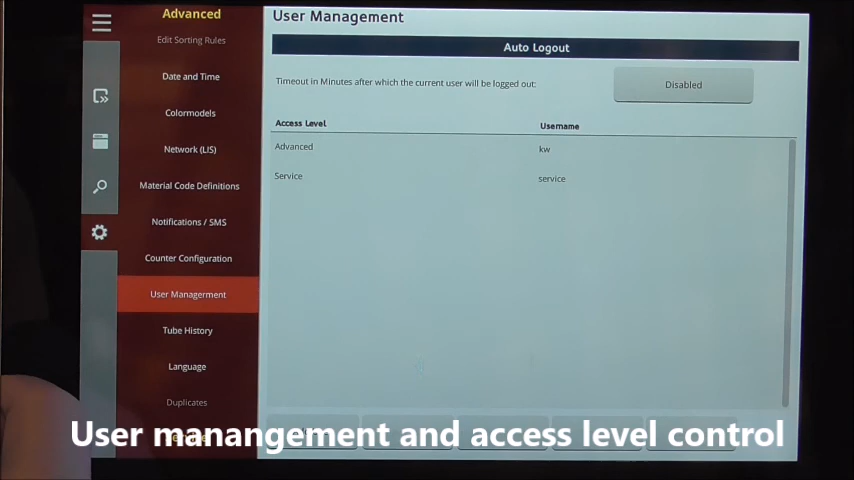 Advanced
Edit Sorting Rules
Date and Time
Colormodels
Network (LIS)
Material Code Definitions
Notifications / SMS
Counter Configuration
User Managerment
Tube History
Language
Duplicates
User Management
Auto Logout
Timeout in Minutes after which the current user will be logged out:
Disabled
Access Level Username
Advanced kw
Service service
User manangement and access level control